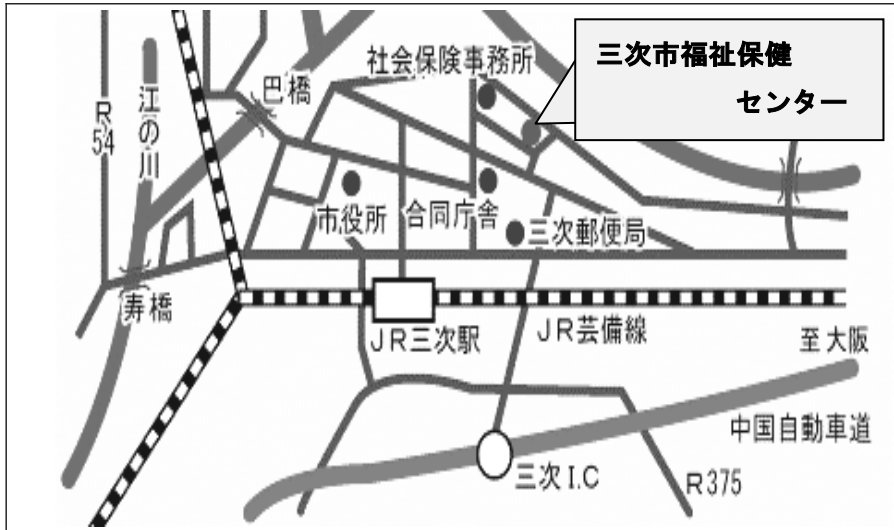 三次市福祉保健
センター
社会保険事務所
巴橋
江の川
R
54
市役所
合同庁舎
三次郵便局
寿橋
JR三次駅
JR芸備線
至大阪
中国自動車道
三次I.C
R375